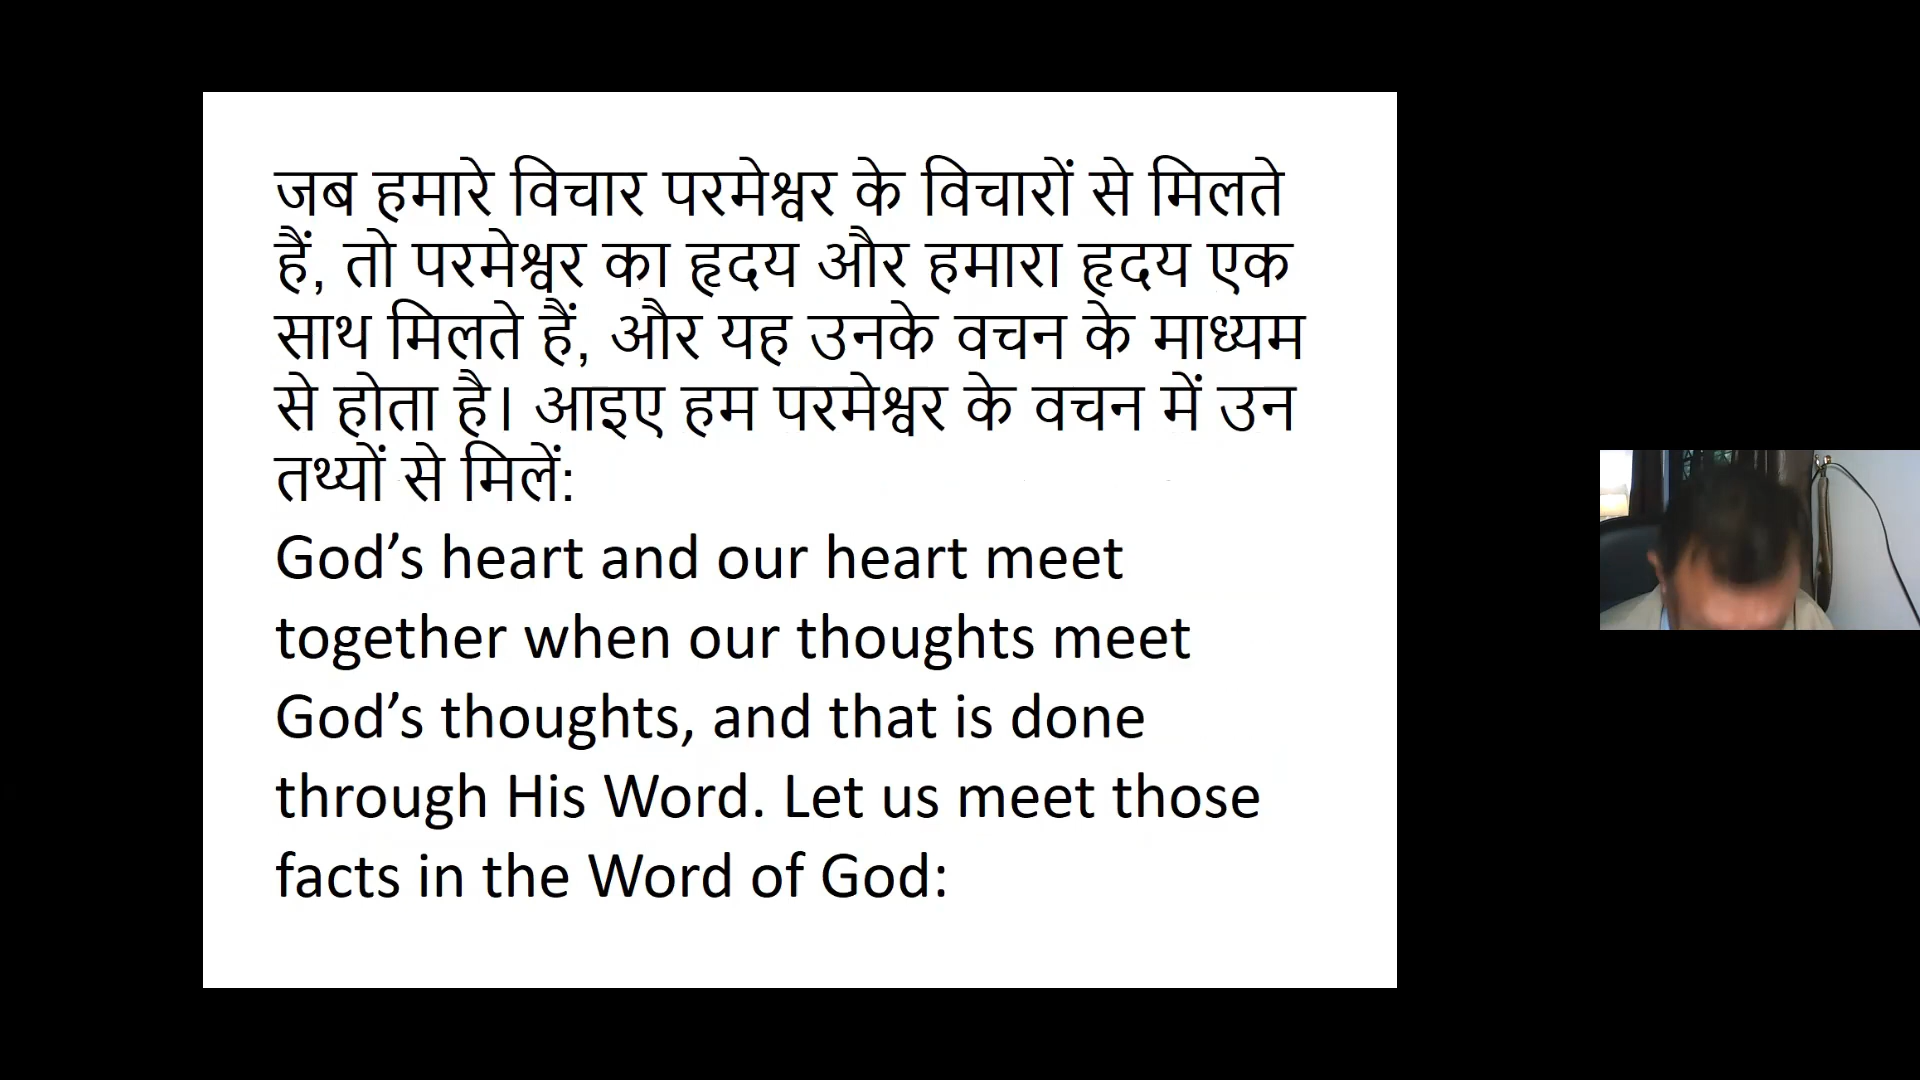 जब हमारे विचार परमेश्वर के विचारों से मिलते
हैं, तो परमेश्वर का हृदय और हमारा हृदय एक
साथ मिलते हैं, और यह उनके वचन के माध्यम
से होता है। आइए हम परमेश्वर के वचन में उन
तथ्यों से मिलें:
God’s heart and our heart meet
together when our thoughts meet
God’s thoughts, and that is done
through His Word. Let us meet those
facts in the Word of God: